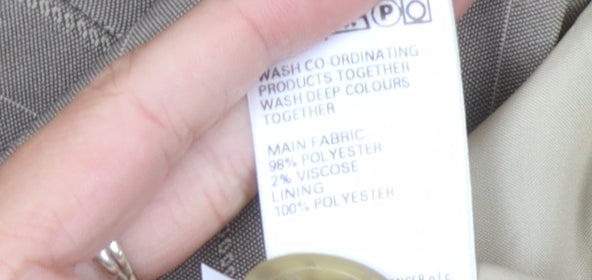 P
WASH CO-ORDINATING
PRODUCTS TOGETHER
WASH DEEP COLOURS
TOGETHER
MAIN FABRIC
98% POLYESTER
2% VISCOSE
LINING
100% POLYESTER